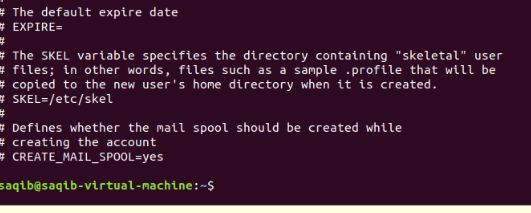 # The default expire date
# EXPIRE=
#
# The SKEL variable specifies the directory containing "skeletal" user
# files; in other words, files such as a sample .profile that will be
# copied to the new user's home directory when it is created.
# SKEL=/etc/skel
#
# Defines whether the mail spool should be created while
# creating the account
# CREATE_MAIL_SPOOL=yes
saqib@saqib-virtual-machine:~$